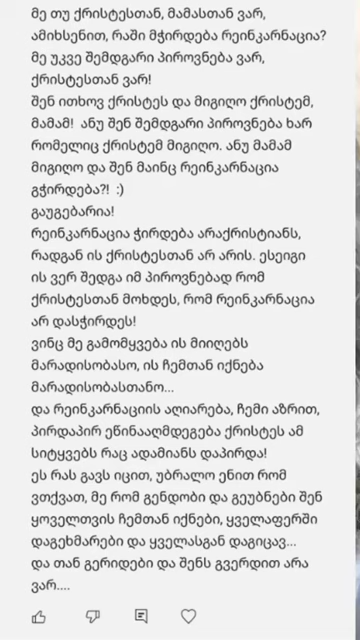 მე თუ ქრისტესთან, მამასთან ვარ,
ამიხსენით, რაში მჭირდება რეინკარნაცია?
მე უკვე შემდგარი პიროვნება ვარ,
ქრისტესთან ვარ!
შენ ითხოვ ქრისტეს და მიგიღო ქრისტემ,
მამამ! ანუ შენ შემდგარი პიროვნება ხარ
რომელიც ქრისტემ მიგიღო. ანუ მამამ
მიგიღო და შენ მაინც რეინკარნაცია
გჭირდება?! :)
გაუგებარია!
რეინკარნაცია ჭირდება არაქრისტიანს,
რადგან ის ქრისტესთან არ არის. ესეიგი
ის ვერ შედგა იმ პიროვნებად რომ
ქრისტესთან მოხდეს, რომ რეინკარნაცია
არ დასჭირდეს!
ვინც მე გამომყვება ის მიიღებს
მარადისობასო, ის ჩემთან იქნება
მარადისობასთანო...
და რეინკარნაციის აღიარება, ჩემი აზრით,
პირდაპირ ეწინააღმდეგება ქრისტეს ამ
სიტყვებს რაც ადამიანს დაპირდა!
ეს რას გავს იცით, უბრალო ენით რომ
ვთქვათ, მე რომ გენდობი და გეუბნები შენ
ყოველთვის ჩემთან იქნები, ყველაფერში
დაგეხმარები და ყველასგან დაგიცავ...
და თან გერიდები და შენს გვერდით არა
ვარ....